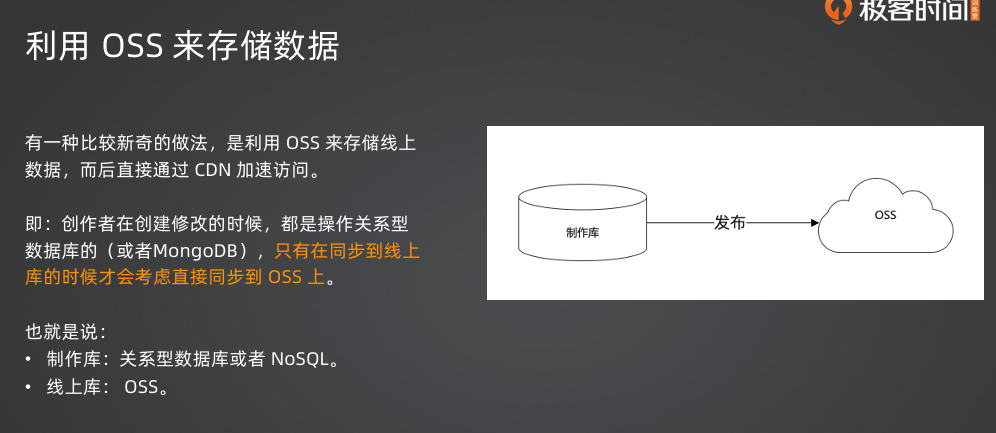 极客时间
利用 OSS 来存储数据
有一种比较新奇的做法，是利用 OSS 来存储线上
数据，而后直接通过 CDN 加速访问。
即：创作者在创建修改的时候，都是操作关系型
数据库的（或者MongoDB），只有在同步到线上
库的时候才会考虑直接同步到 OSS 上。
也就是说：
• 制作库：关系型数据库或者 NoSQL。
• 线上库： OSS。
制作库
发布
OSS